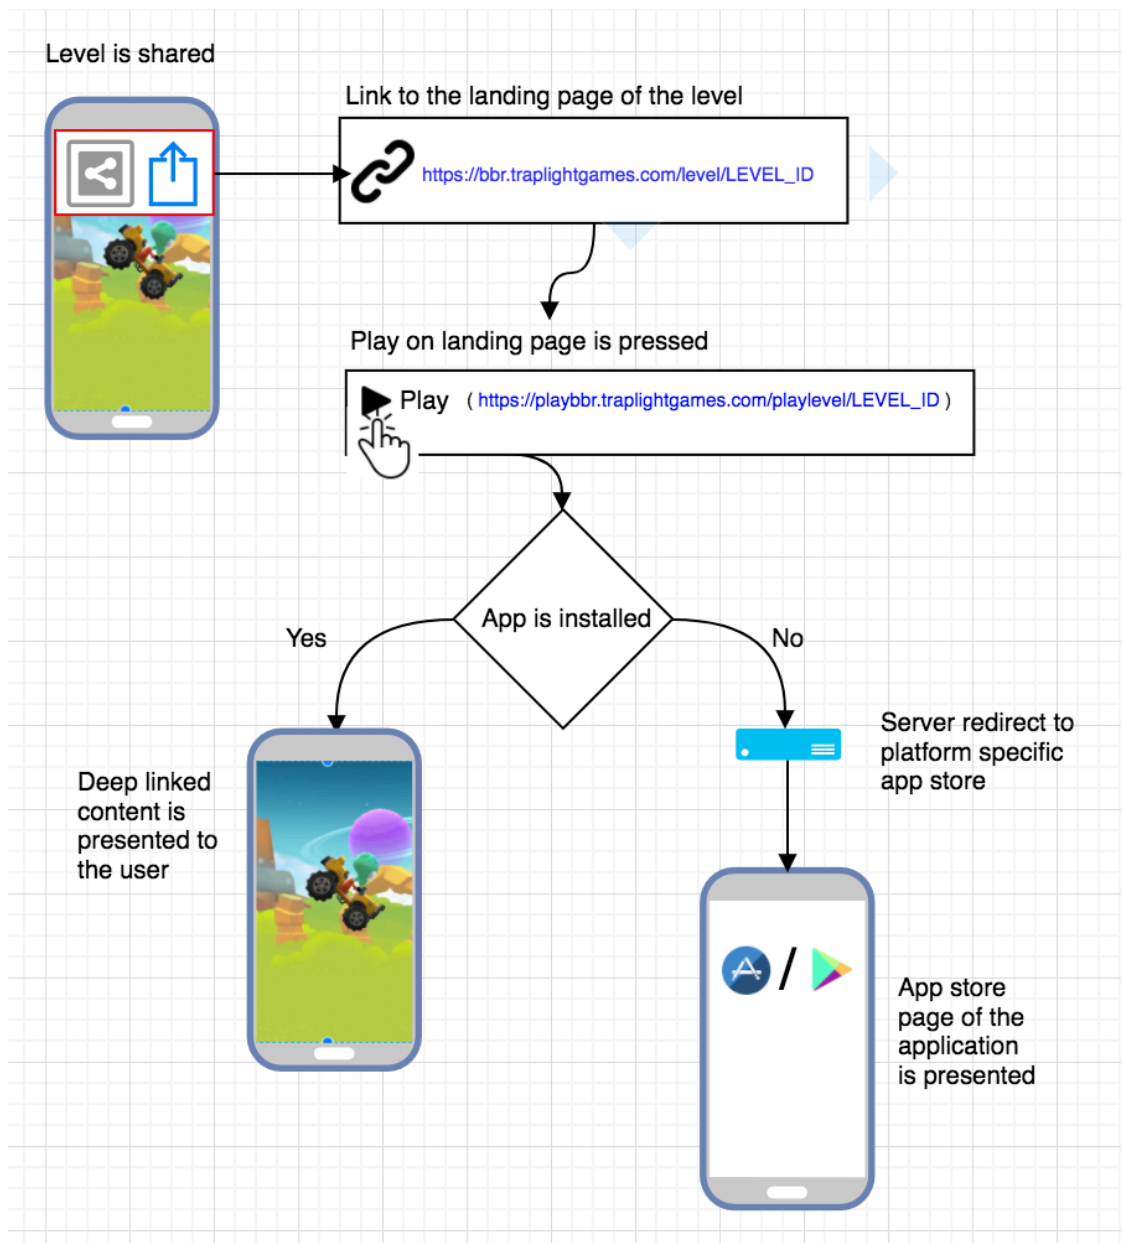 Level is shared
Link to the landing page of the level
https://bbr.traplightgames.com/level/LEVEL_ID
Play on landing page is pressed
Play ( https://playbbr.traplightgames.com/playlevel/LEVEL_ID )
App is installed
Yes
No
Server redirect to
platform specific
app store
Deep linked
content is
presented to
the user
/
App store
page of the
application
is presented